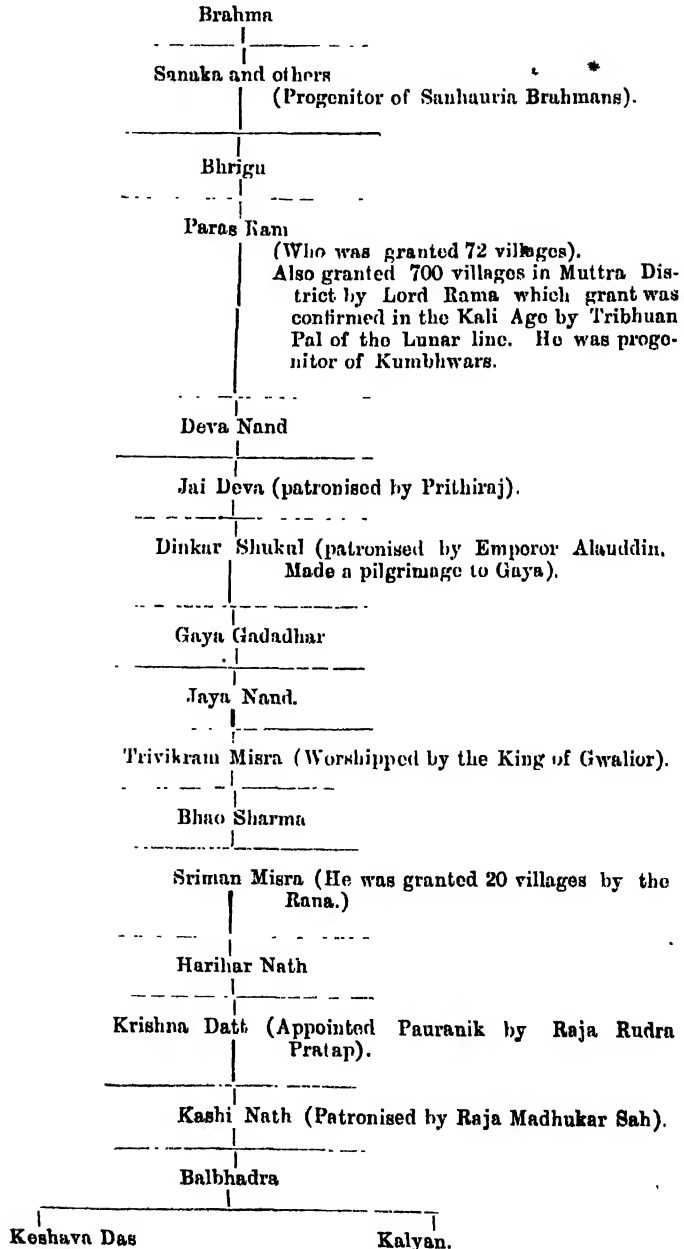 Brahma
Sanaka and others
(Progenitor of Sanhauria Brahmans).
Bhrigu
Paras Ram
(Who was granted 72 villages).
Also granted 700 villages in Muttra Dis-
trict by Lord Rama which grant was
confirmed in the Kali Age by Tribhuan
Pal of the Lunar line. He was proge-
nitor of Kumbhwars.
Deva Nand
Jai Deva (patronised by Prithiraj).
Dinkar Shukul (patronised by Emporor Alauddin.
Made a pilgrimage to Gaya).
Gaya Gadadhar
Jaya Nand.
Trivikram Misra (Worshipped by the King of Gwalior).
Bhao Sharma
Sriman Misra (He was granted 20 villages by the
Rana.)
Harihar Nath
Krishna Datt (Appointed Pauranik by Raja Rudra
Pratap).
Kashi Nath (Patronised by Raja Madhukar Sah).
Balbhadra
Keshava Das Kalyan.